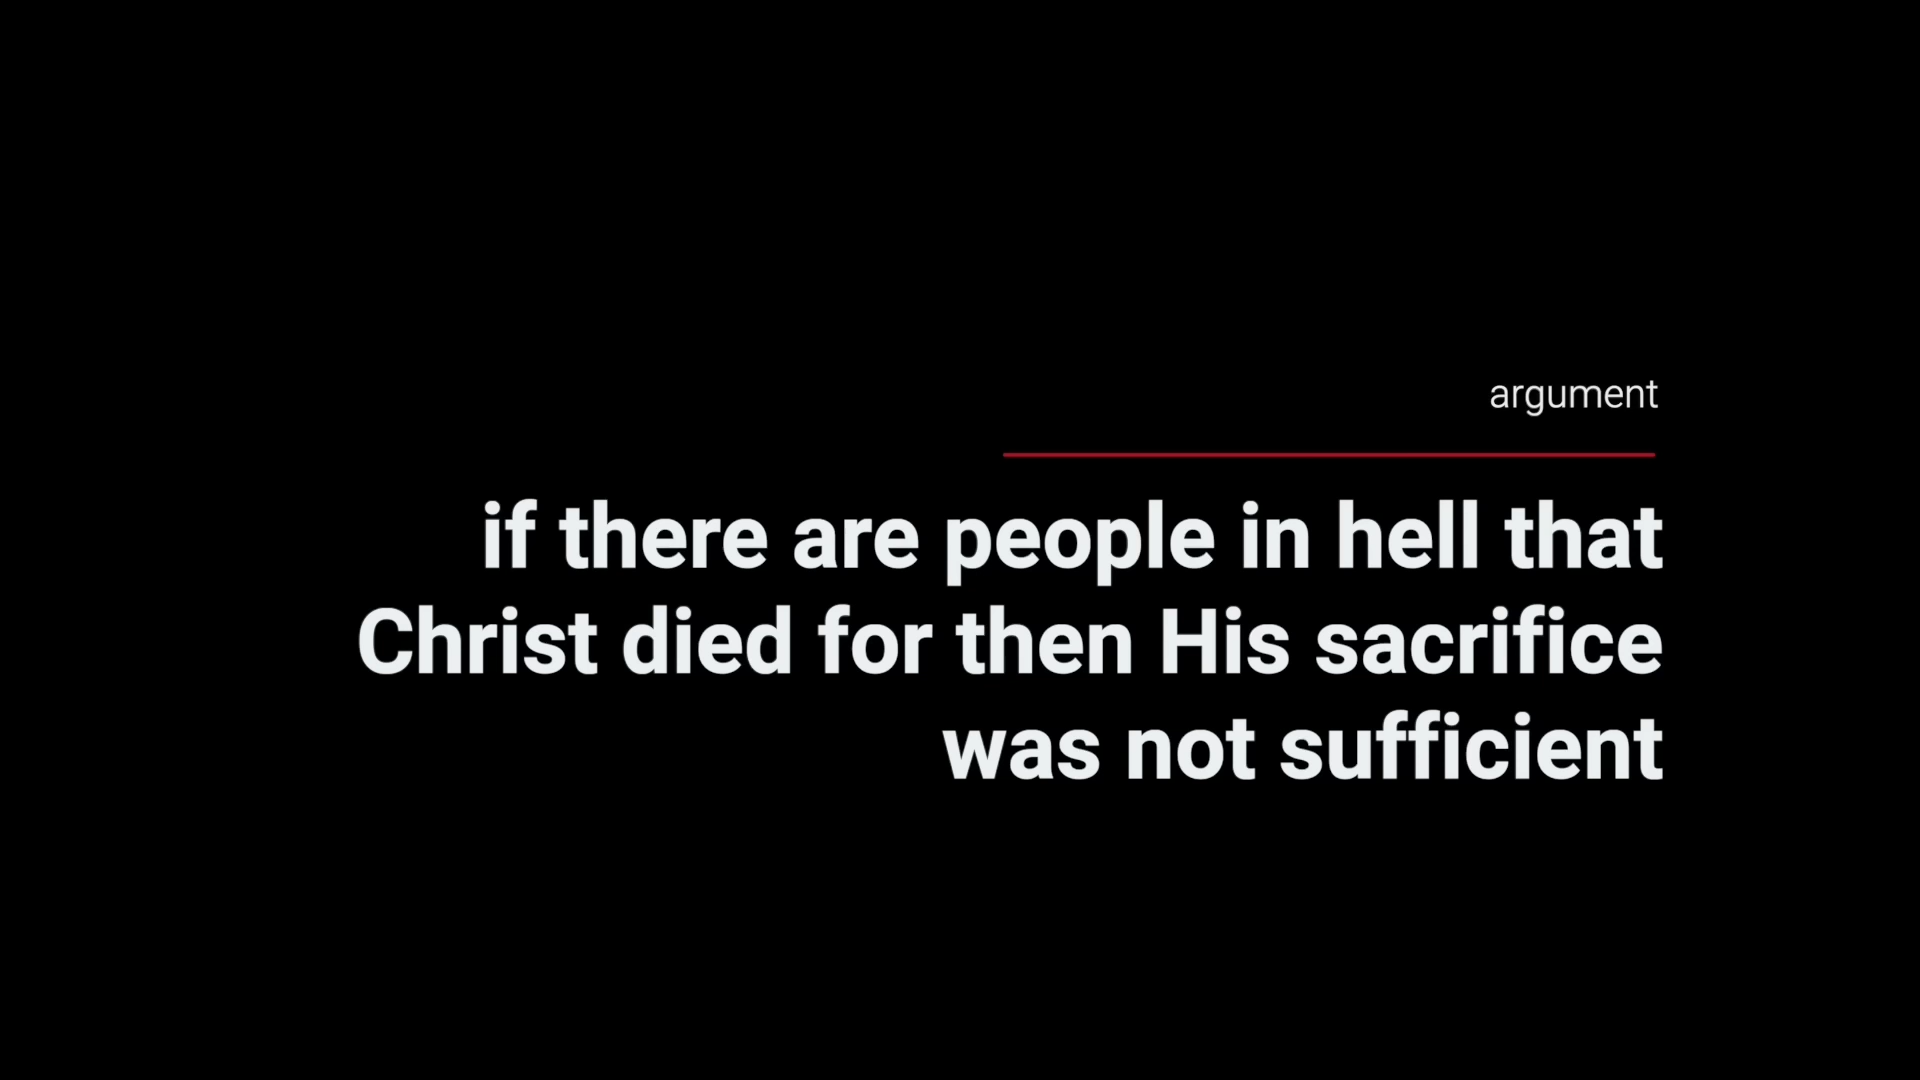 argument
if there are people in hell that
Christ died for then His sacrifice
was not sufficient